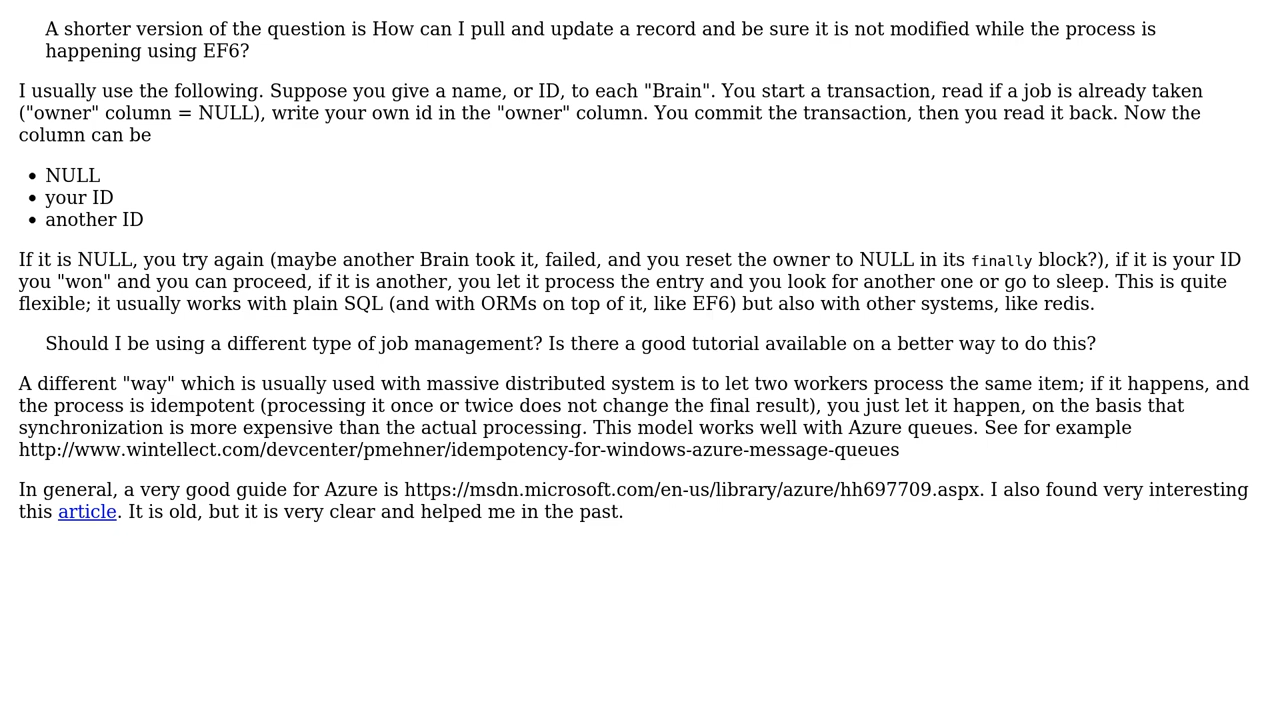 A shorter version of the question is How can I pull and update a record and be sure it is not modified while the process is
happening using EF6?
I usually use the following. Suppose you give a name, or ID, to each "Brain". You start a transaction, read if a job is already taken
("owner" column = NULL), write your own id in the "owner" column. You commit the transaction, then you read it back. Now the
column can be
• NULL
• your ID
• another ID
If it is NULL, you try again (maybe another Brain took it, failed, and you reset the owner to NULL in its finally block?), if it is your ID
you "won" and you can proceed, if it is another, you let it process the entry and you look for another one or go to sleep. This is quite
flexible; it usually works with plain SQL (and with ORMs on top of it, like EF6) but also with other systems, like redis.
Should I be using a different type of job management? Is there a good tutorial available on a better way to do this?
A different "way" which is usually used with massive distributed system is to let two workers process the same item; if it happens, and
the process is idempotent (processing it once or twice does not change the final result), you just let it happen, on the basis that
synchronization is more expensive than the actual processing. This model works well with Azure queues. See for example
http://www.wintellect.com/devcenter/pmehner/idempotency-for-windows-azure-message-queues
In general, a very good guide for Azure is https://msdn.microsoft.com/en-us/library/azure/hh697709.aspx. I also found very interesting
this article. It is old, but it is very clear and helped me in the past.